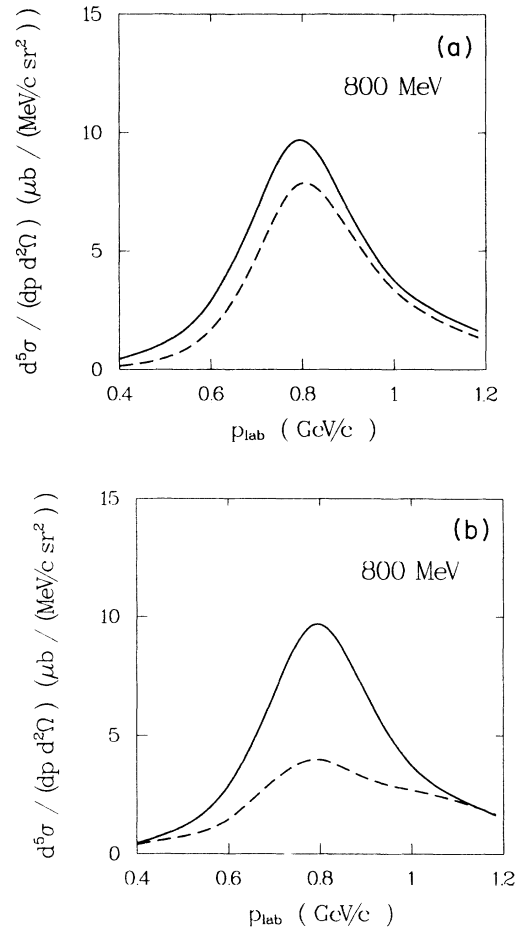 (a)
800 MeV
d⁵σ / (dp d²Ω) (μb / (MeV/c sr²))
15
10
5
0
0.4 0.6 0.8 1 1.2
p_lab ( GeV/c )
(b)
800 MeV
d⁵σ / (dp d²Ω) (μb / (MeV/c sr²))
15
10
5
0
0.4 0.6 0.8 1 1.2
p_lab ( GeV/c )